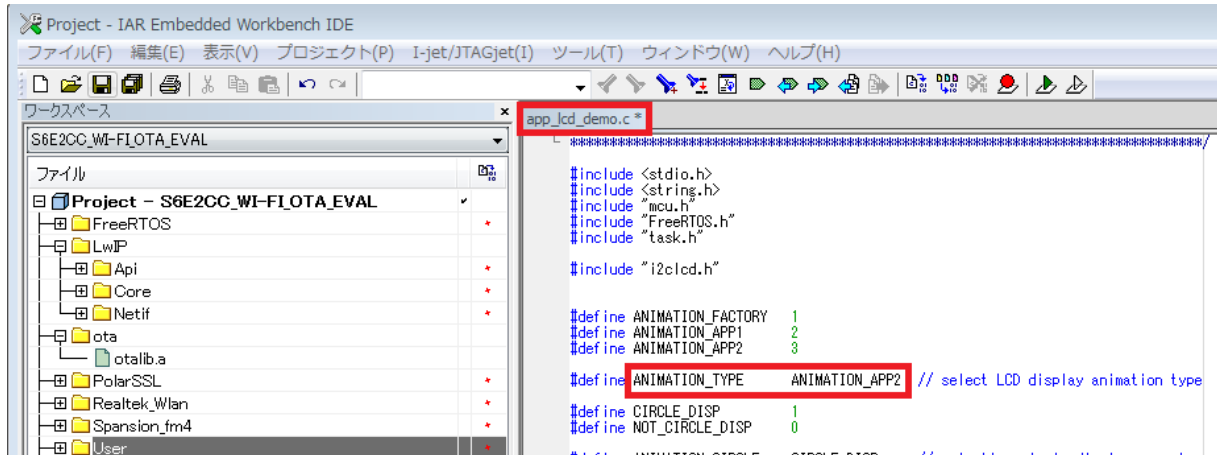 Project - IAR Embedded Workbench IDE
ファイル(F) 編集(E) 表示(V) プロジェクト(P) I-jet/JTAGjet(I) ツール(T) ウィンドウ(W) ヘルプ(H)
ワークスペース
S6E2CC_WI-FI_OTA_EVAL
ファイル
Project - S6E2CC_WI-FI_OTA_EVAL
FreeRTOS
LwIP
Api
Core
Netif
ota
otalib.a
PolarSSL
Realtek_Wlan
Spansion_fm4
User
app_lcd_demo.c *
******************************************************************************************/
#include <stdio.h>
#include <string.h>
#include "mcu.h"
#include "FreeRTOS.h"
#include "task.h"
#include "i2clcd.h"
#define ANIMATION_FACTORY 1
#define ANIMATION_APP1 2
#define ANIMATION_APP2 3
#define ANIMATION_TYPE ANIMATION_APP2 // select LCD display animation type
#define CIRCLE_DISP 1
#define NOT_CIRCLE_DISP 0